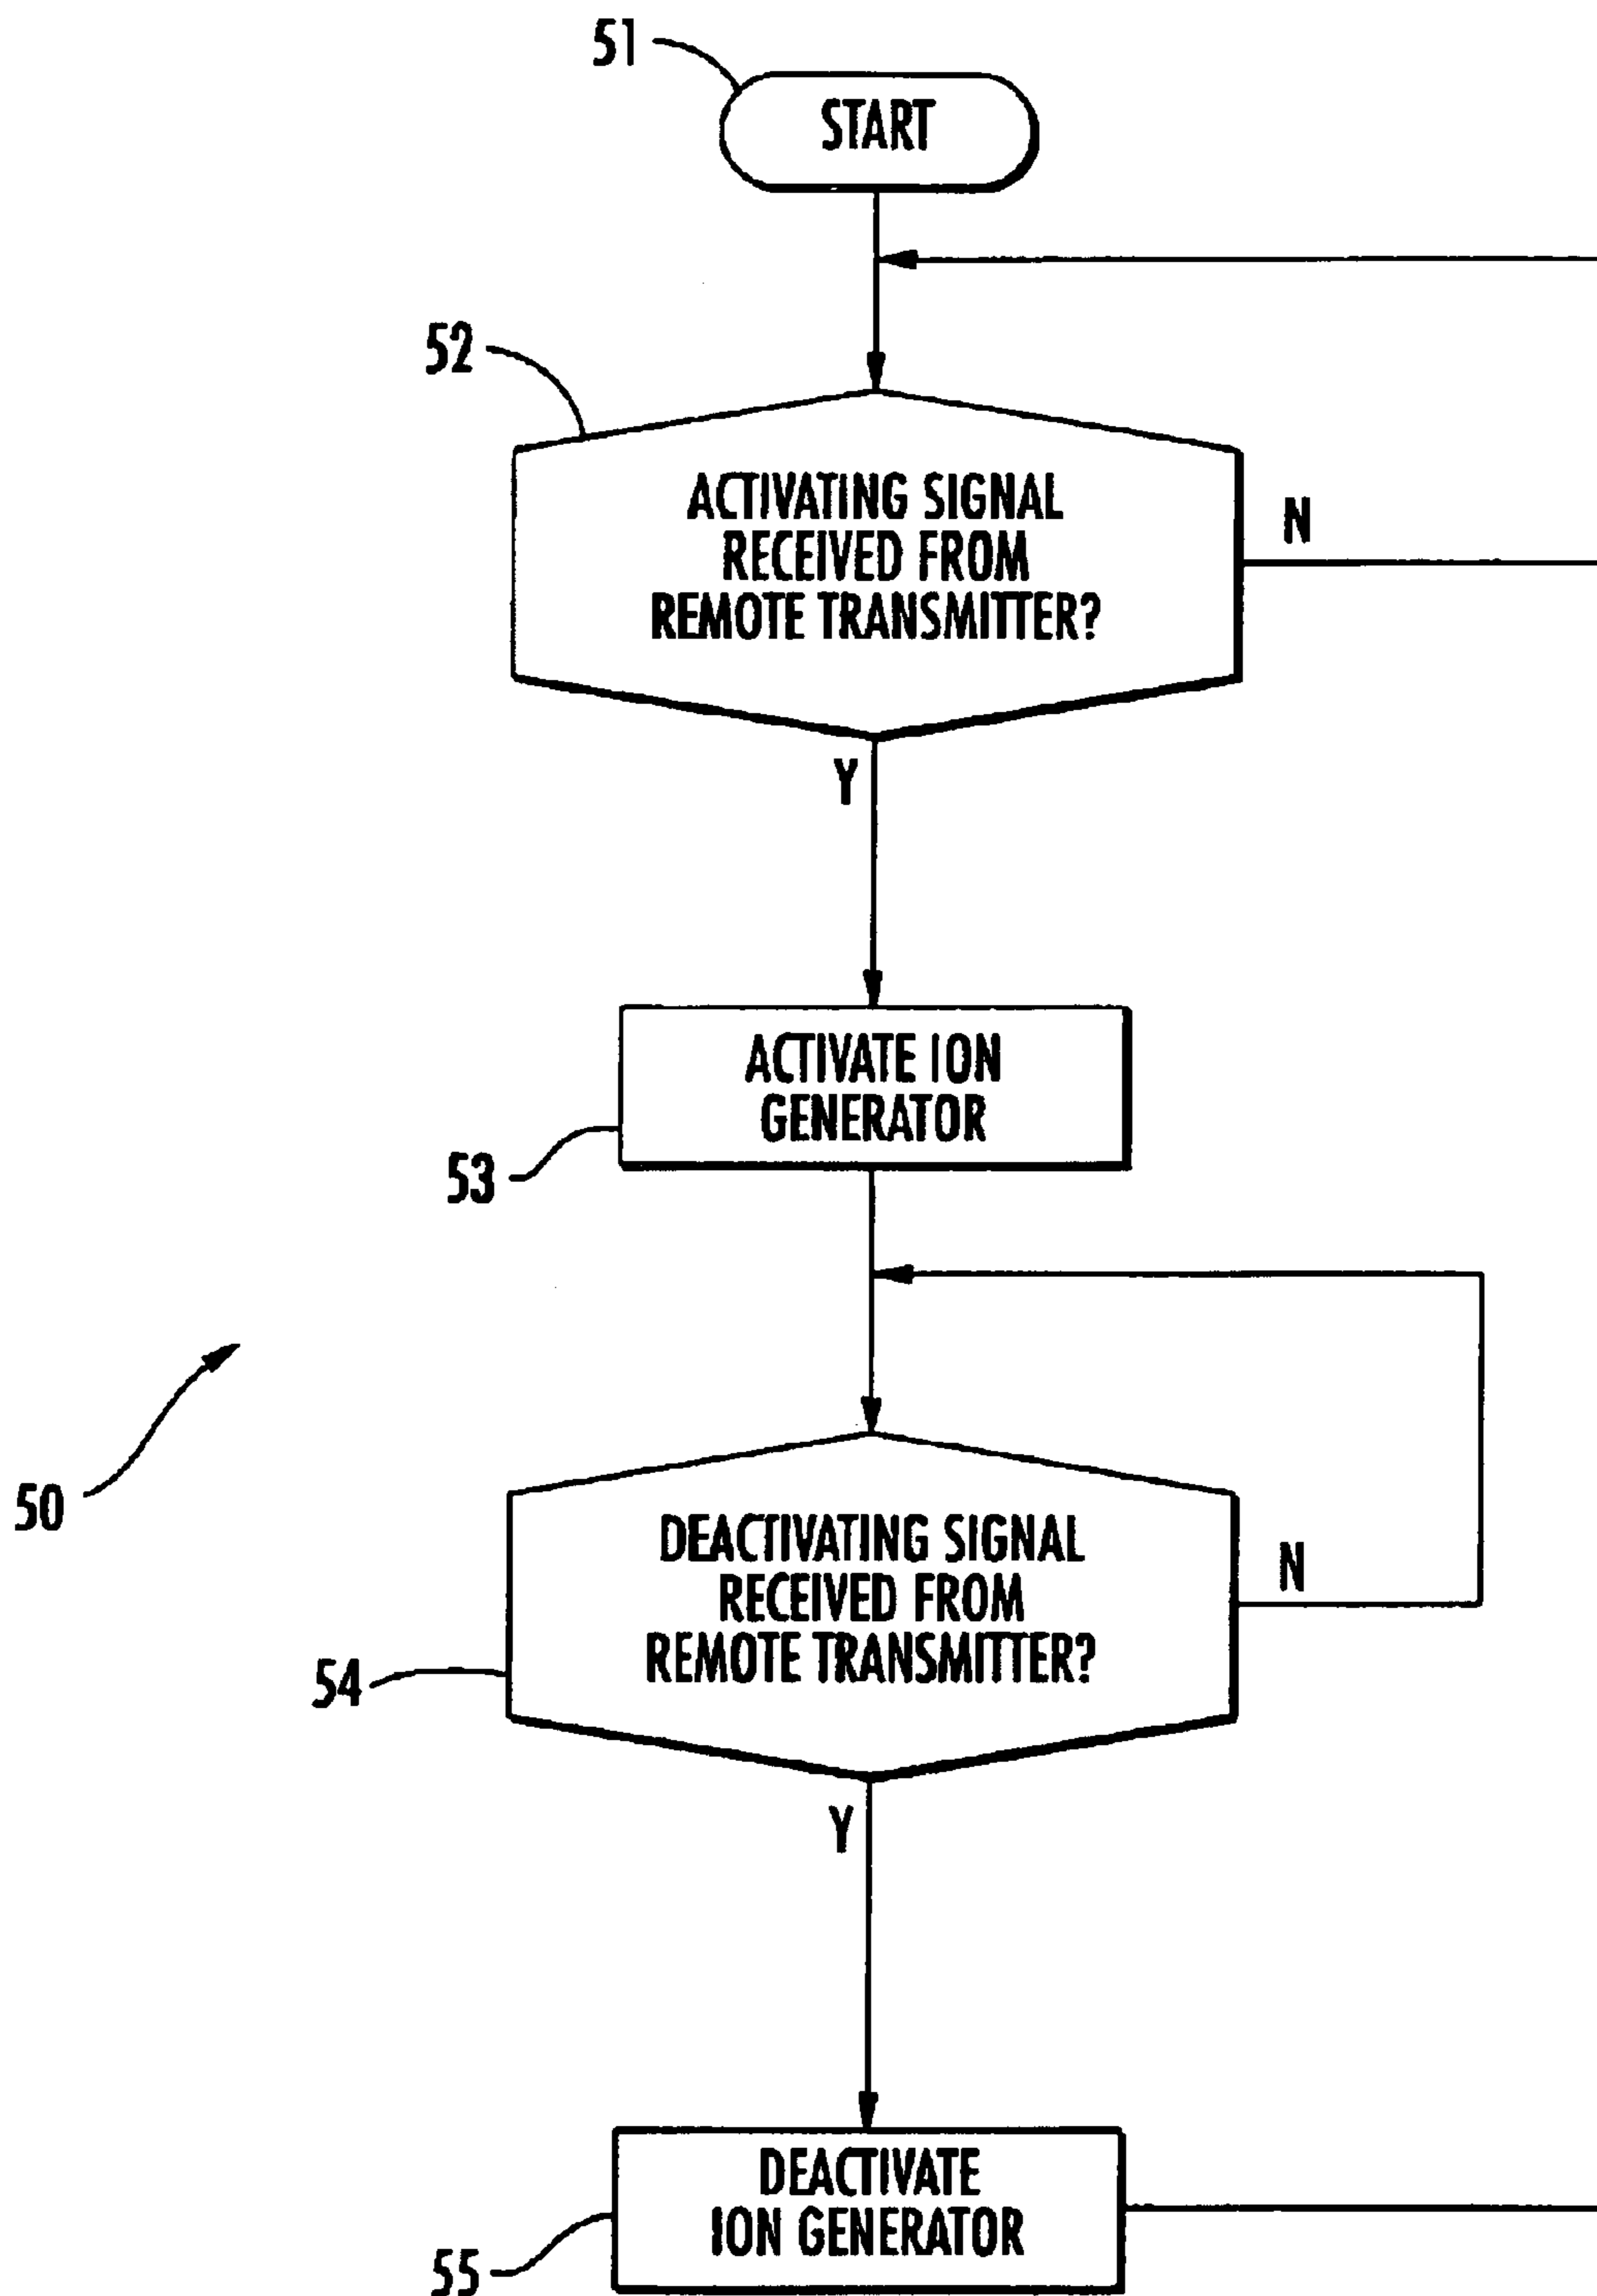 51
START
52
ACTIVATING SIGNAL
RECEIVED FROM
REMOTE TRANSMITTER?
N
Y
ACTIVATE ION
GENERATOR
53
50
DEACTIVATING SIGNAL
RECEIVED FROM
REMOTE TRANSMITTER?
N
54
Y
DEACTIVATE
ION GENERATOR
55